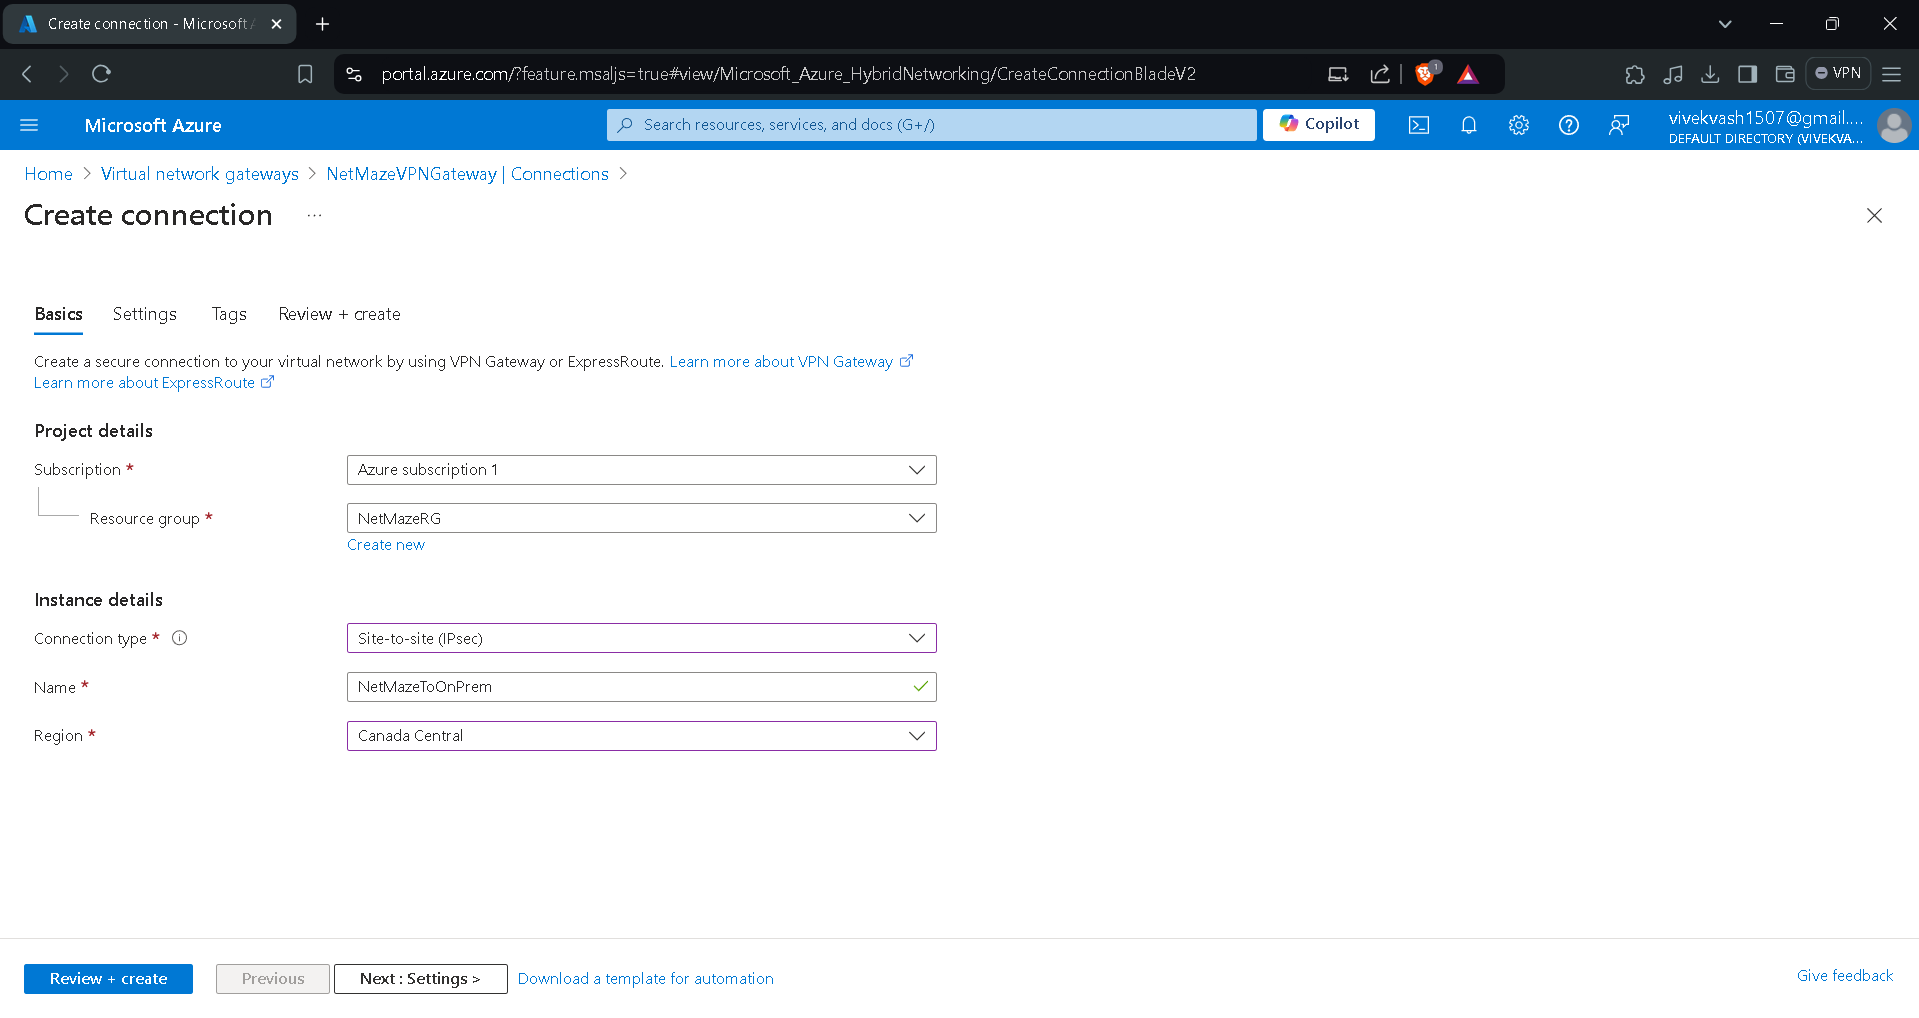 Create connection - Microsoft A
portal.azure.com/?feature.msaljs=true#view/Microsoft_Azure_HybridNetworking/CreateConnectionBladeV2
1
VPN
Microsoft Azure
Search resources, services, and docs (G+/)
Copilot
vivekvash1507@gmail....
DEFAULT DIRECTORY (VIVEKVA...
Home > Virtual network gateways > NetMazeVPNGateway | Connections >
Create connection ...
Basics Settings Tags Review + create
Create a secure connection to your virtual network by using VPN Gateway or ExpressRoute. Learn more about VPN Gateway
Learn more about ExpressRoute
Project details
Subscription * Azure subscription 1
Resource group * NetMazeRG
Create new
Instance details
Connection type * Site-to-site (IPsec)
Name * NetMazeToOnPrem
Region * Canada Central
Review + create Previous Next : Settings > Download a template for automation Give feedback